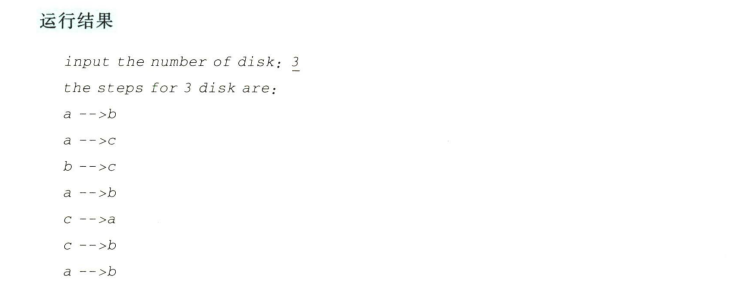 运行结果
input the number of disk: 3
the steps for 3 disk are:
a -->b
a -->c
b -->c
a -->b
c -->a
c -->b
a -->b